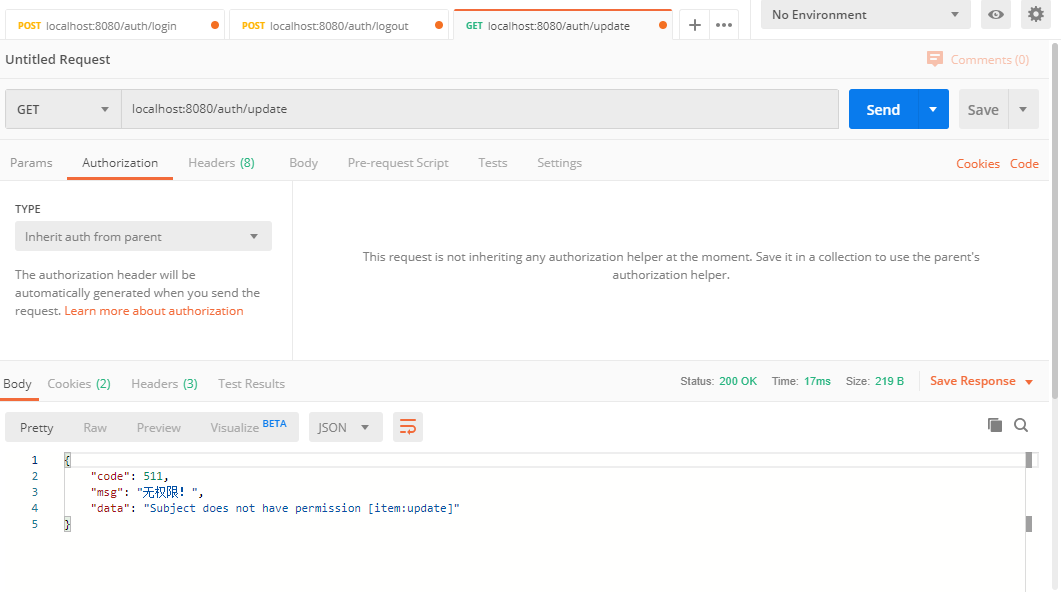 POST localhost:8080/auth/login POST localhost:8080/auth/logout GET localhost:8080/auth/update No Environment
Untitled Request Comments (0)
GET localhost:8080/auth/update Send Save
Params Authorization Headers (8) Body Pre-request Script Tests Settings Cookies Code
TYPE
Inherit auth from parent
The authorization header will be
automatically generated when you send the
request. Learn more about authorization
This request is not inheriting any authorization helper at the moment. Save it in a collection to use the parent's
authorization helper.
Body Cookies (2) Headers (3) Test Results Status: 200 OK Time: 17ms Size: 219 B Save Response
Pretty Raw Preview Visualize BETA JSON
1 {
2 "code": 511,
3 "msg": "无权限！",
4 "data": "Subject does not have permission [item:update]"
5 }